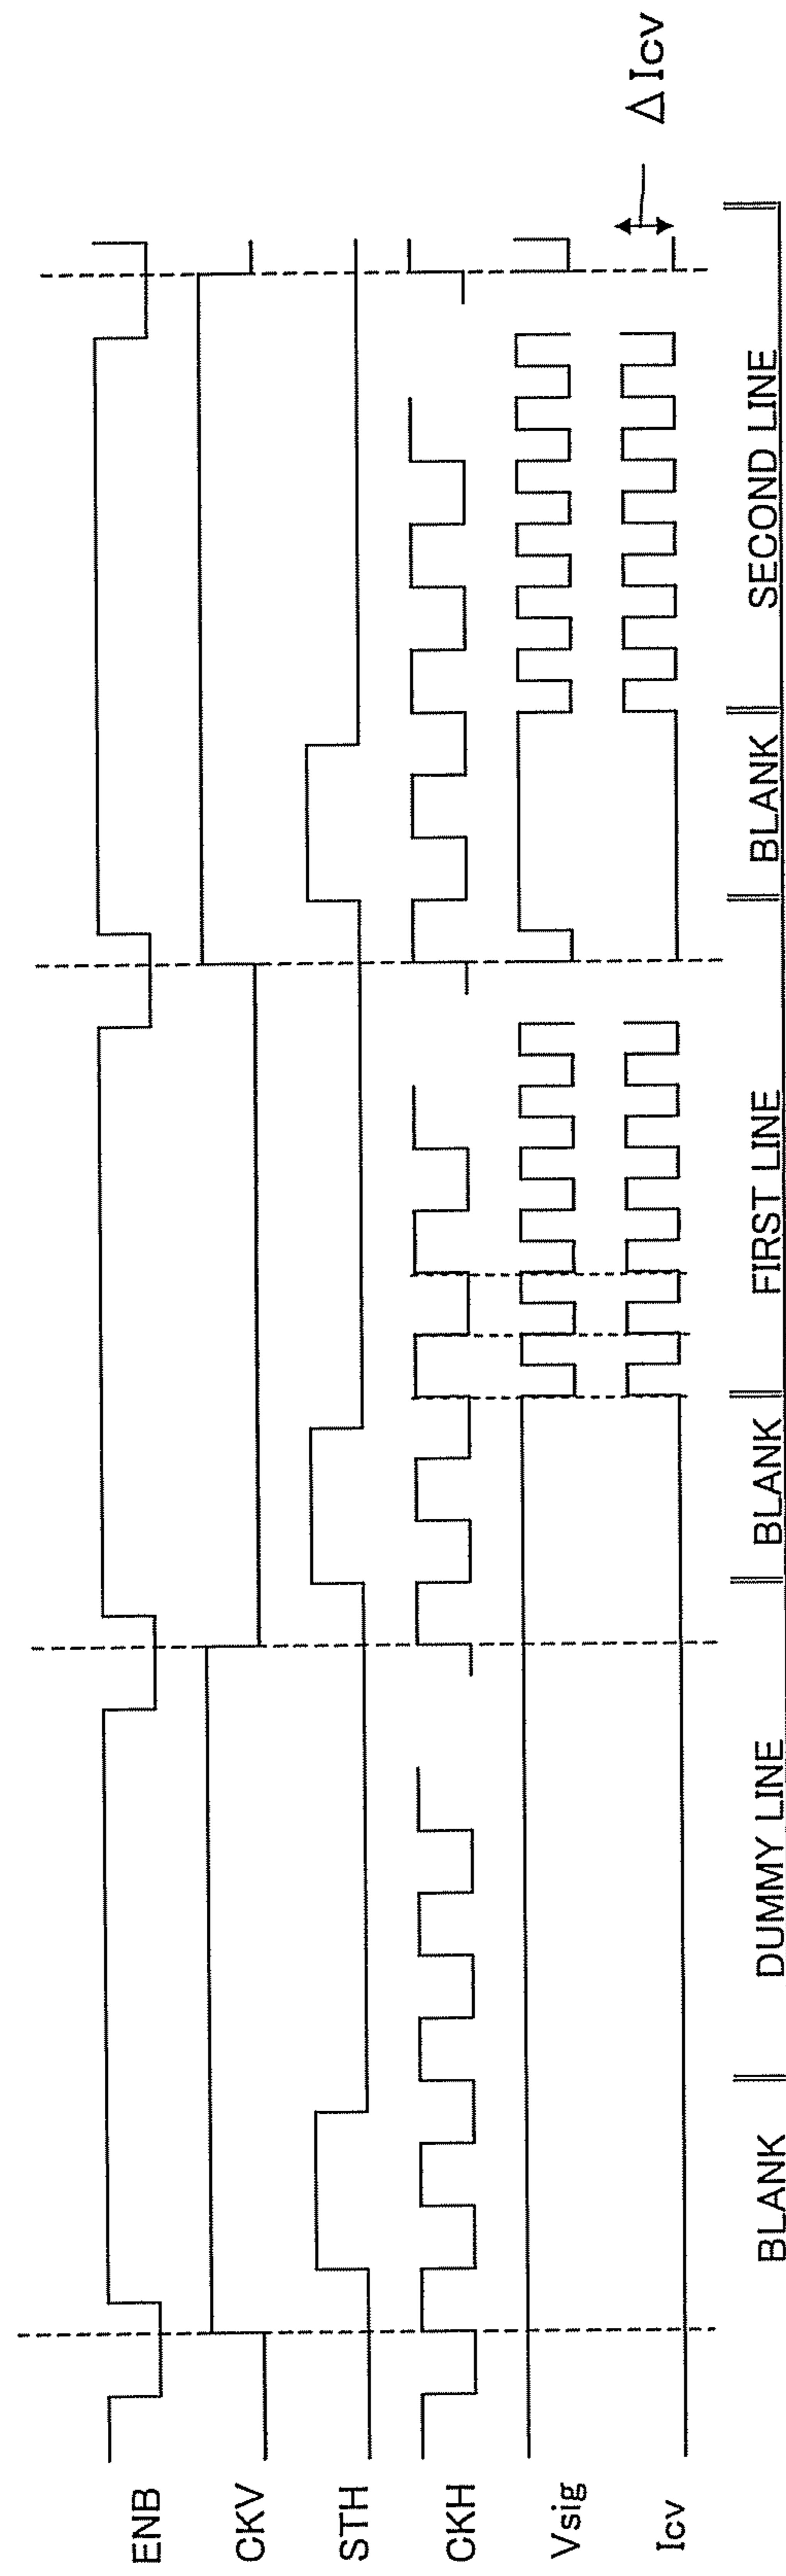 ENB
CKV
STH
CKH
Vsig
Icv
ΔIcv
BLANK
DUMMY LINE
BLANK
FIRST LINE
BLANK
SECOND LINE